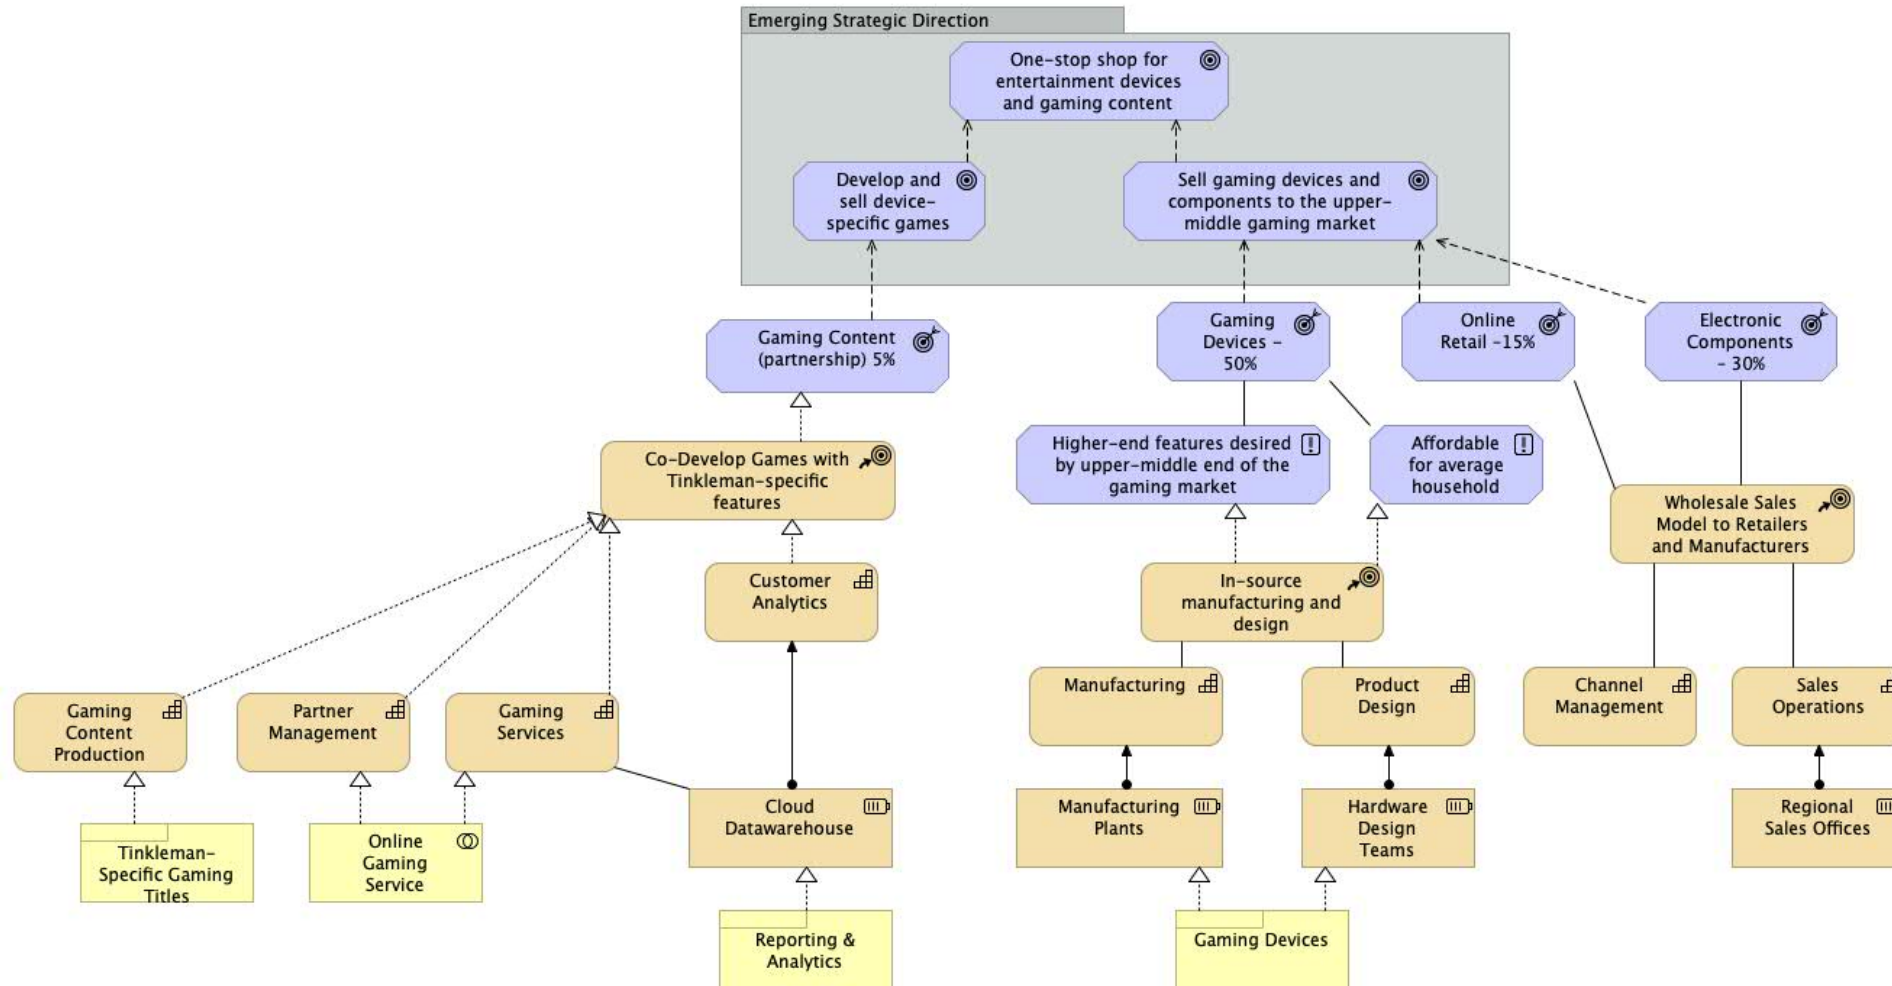 Emerging Strategic Direction
One-stop shop for
entertainment devices
and gaming content
Develop and
sell device-
specific games
Sell gaming devices and
components to the upper-
middle gaming market
Gaming Content
(partnership) 5%
Gaming
Devices -
50%
Online
Retail -15%
Electronic
Components
- 30%
Higher-end features desired
by upper-middle end of the
gaming market
Affordable
for average
household
Co-Develop Games with
Tinkleman-specific
features
Wholesale Sales
Model to Retailers
and Manufacturers
Customer
Analytics
In-source
manufacturing and
design
Gaming
Content
Production
Partner
Management
Gaming
Services
Manufacturing
Product
Design
Channel
Management
Sales
Operations
Cloud
Datawarehouse
Manufacturing
Plants
Hardware
Design
Teams
Regional
Sales Offices
Tinkleman-
Specific Gaming
Titles
Online
Gaming
Service
Reporting &
Analytics
Gaming Devices